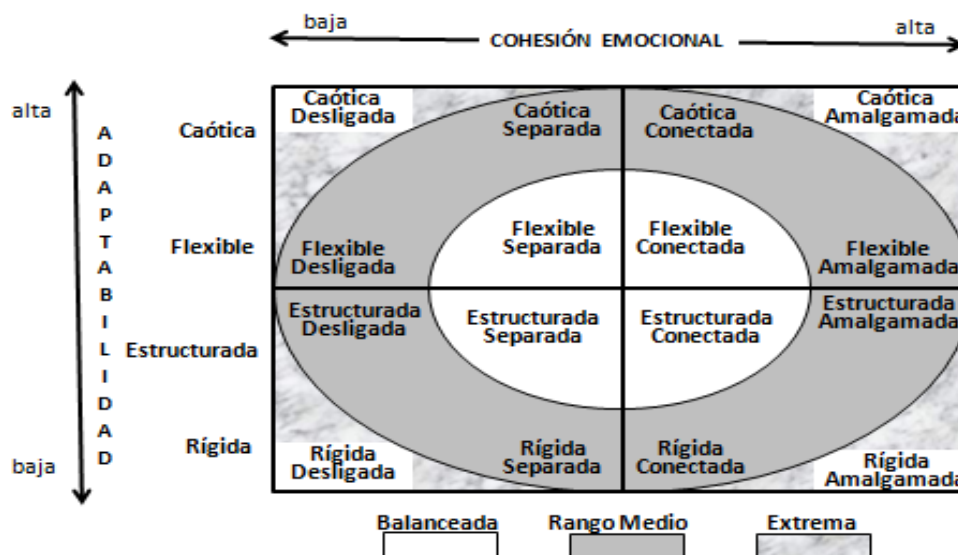 baja
alta
COHESIÓN EMOCIONAL
alta
baja
ADAPTABILIDAD
Caótica
Flexible
Estructurada
Rígida
Caótica
Desligada
Caótica
Separada
Caótica
Conectada
Caótica
Amalgamada
Flexible
Desligada
Flexible
Separada
Flexible
Conectada
Flexible
Amalgamada
Estructurada
Desligada
Estructurada
Separada
Estructurada
Conectada
Estructurada
Amalgamada
Rígida
Desligada
Rígida
Separada
Rígida
Conectada
Rígida
Amalgamada
Balanceada
Rango Medio
Extrema